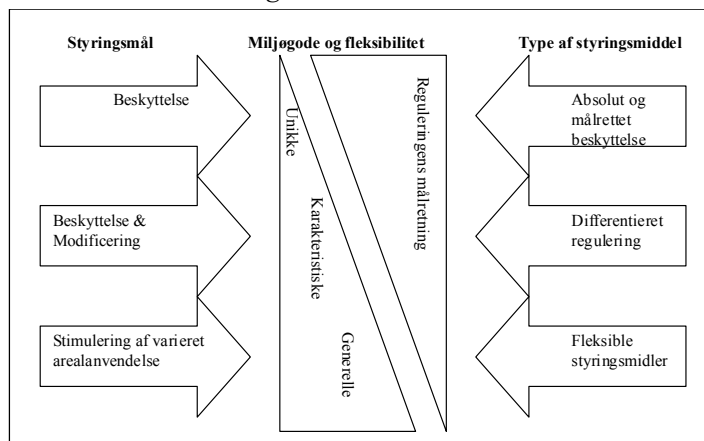 Styringsmål
Miljøgode og fleksibilitet
Type af styringsmiddel
Beskyttelse
Beskyttelse &
Modificering
Stimulering af varieret
arealanvendelse
Unikke
Karakteristiske
Generelle
Reguleringens målretning
Absolut og
målrettet
beskyttelse
Differentieret
regulering
Fleksible
styringsmidler